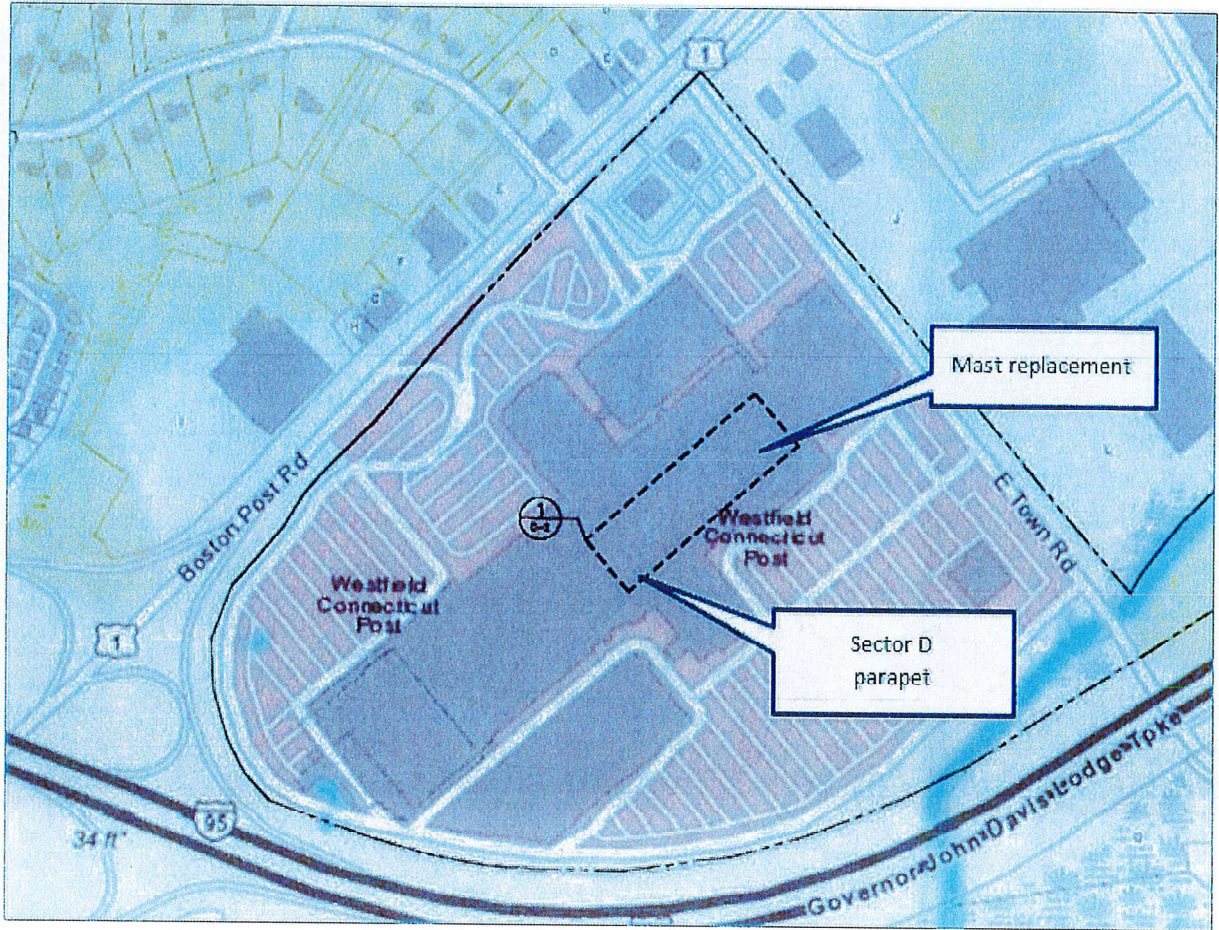 1
Mast replacement
Boston Post Rd
E Town Rd
1
Westfield
Connecticut
Post
Westfield
Connecticut
Post
1
Sector D
parapet
95
34 ft
Governor John Davis Lodge Tpke